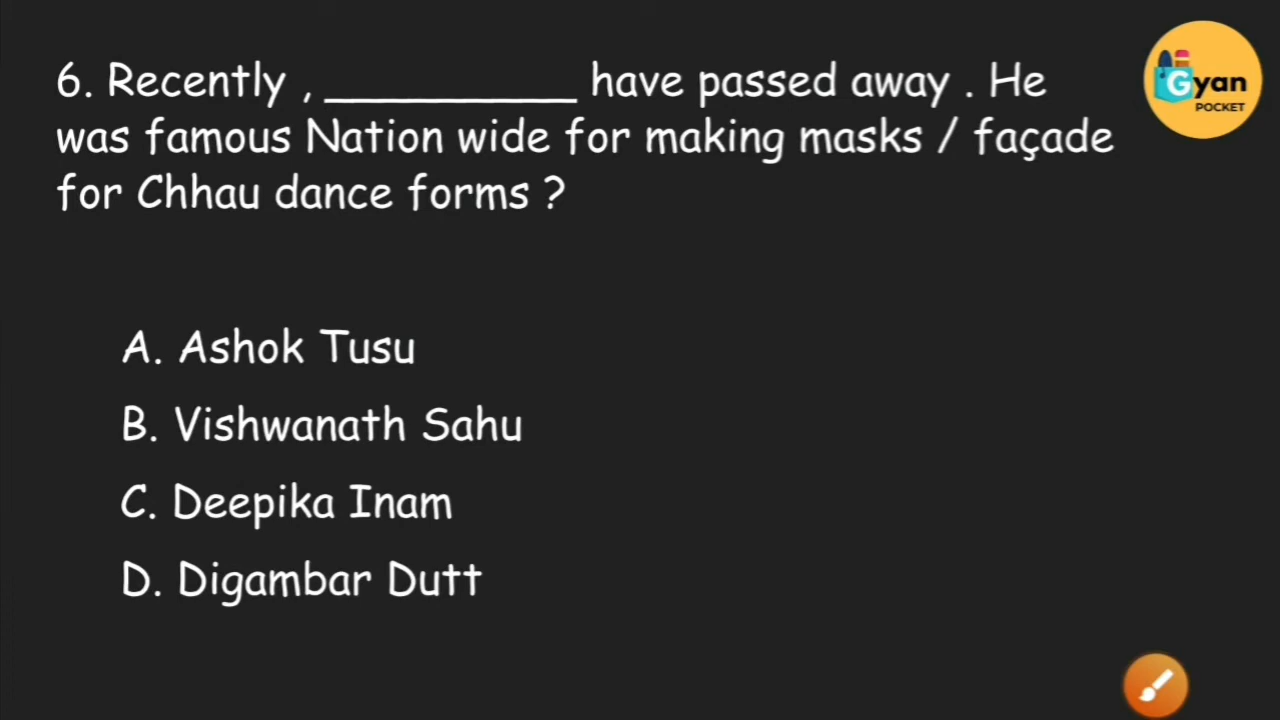 6. Recently , __________ have passed away . He
was famous Nation wide for making masks / façade
for Chhau dance forms ?
A. Ashok Tusu
B. Vishwanath Sahu
C. Deepika Inam
D. Digambar Dutt
Gyan
POCKET